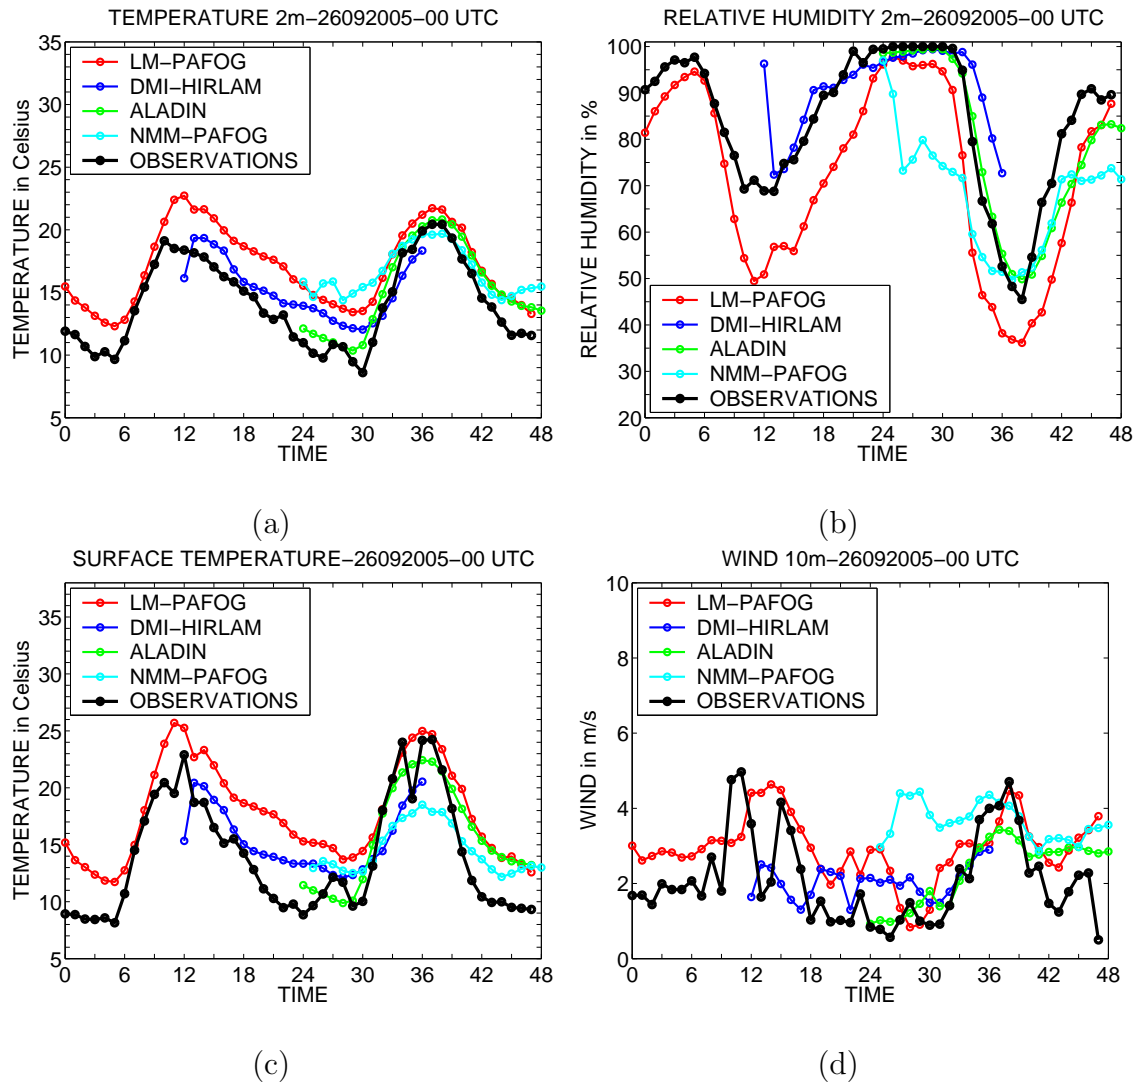 TEMPERATURE 2m−26092005−00 UTC
35
30
25
20
15
10
5
TEMPERATURE in Celsius
LM−PAFOG
DMI−HIRLAM
ALADIN
NMM−PAFOG
OBSERVATIONS
0 6 12 18 24 30 36 42 48
TIME
(a)
RELATIVE HUMIDITY 2m−26092005−00 UTC
100
90
80
70
60
50
40
30
20
RELATIVE HUMIDITY in %
LM−PAFOG
DMI−HIRLAM
ALADIN
NMM−PAFOG
OBSERVATIONS
0 6 12 18 24 30 36 42 48
TIME
(b)
SURFACE TEMPERATURE−26092005−00 UTC
35
30
25
20
15
10
5
TEMPERATURE in Celsius
LM−PAFOG
DMI−HIRLAM
ALADIN
NMM−PAFOG
OBSERVATIONS
0 6 12 18 24 30 36 42 48
TIME
(c)
WIND 10m−26092005−00 UTC
10
8
6
4
2
0
WIND in m/s
LM−PAFOG
DMI−HIRLAM
ALADIN
NMM−PAFOG
OBSERVATIONS
0 6 12 18 24 30 36 42 48
TIME
(d)